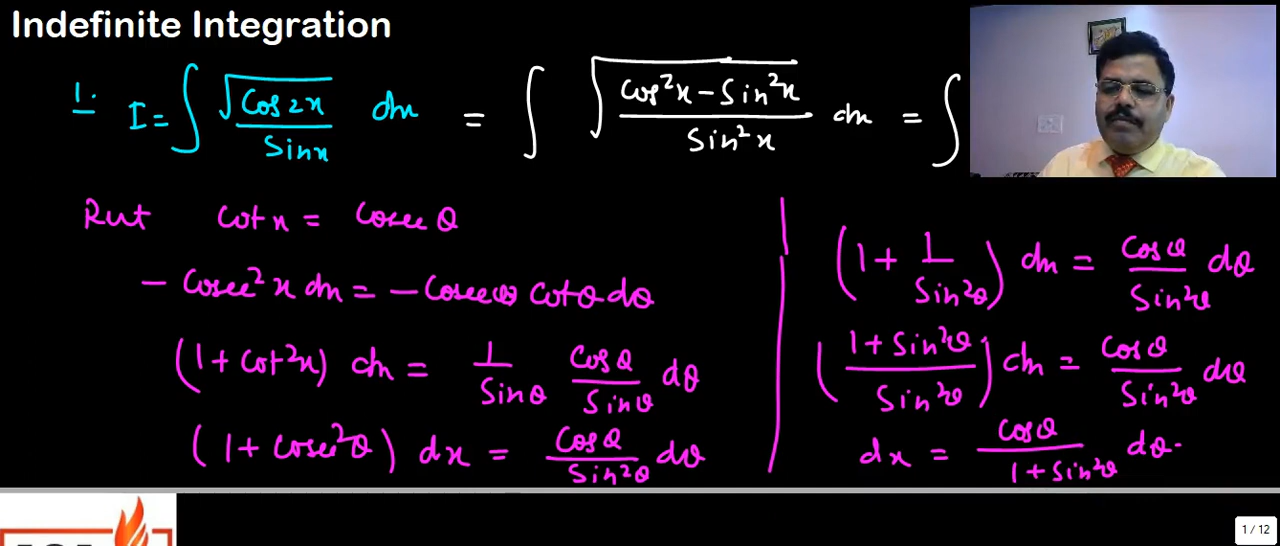 Indefinite Integration
1. I = ∫ √cos2x / sinx dx = ∫ √(cos²x − sin²x / sin²x) dx = ∫
Put cotx = cosec θ
− cosec²x dx = − cosecθ cotθ dθ
(1 + cot²x) dx = 1/sinθ cosθ/sinθ dθ
(1 + cosec²θ) dx = cosθ/sin²θ dθ
(1 + 1/sin²θ) dx = cosθ/sin²θ dθ
(1 + sin²θ / sin²θ) dx = cosθ/sin²θ dθ
dx = cosθ / 1 + sin²θ dθ.
1 / 12